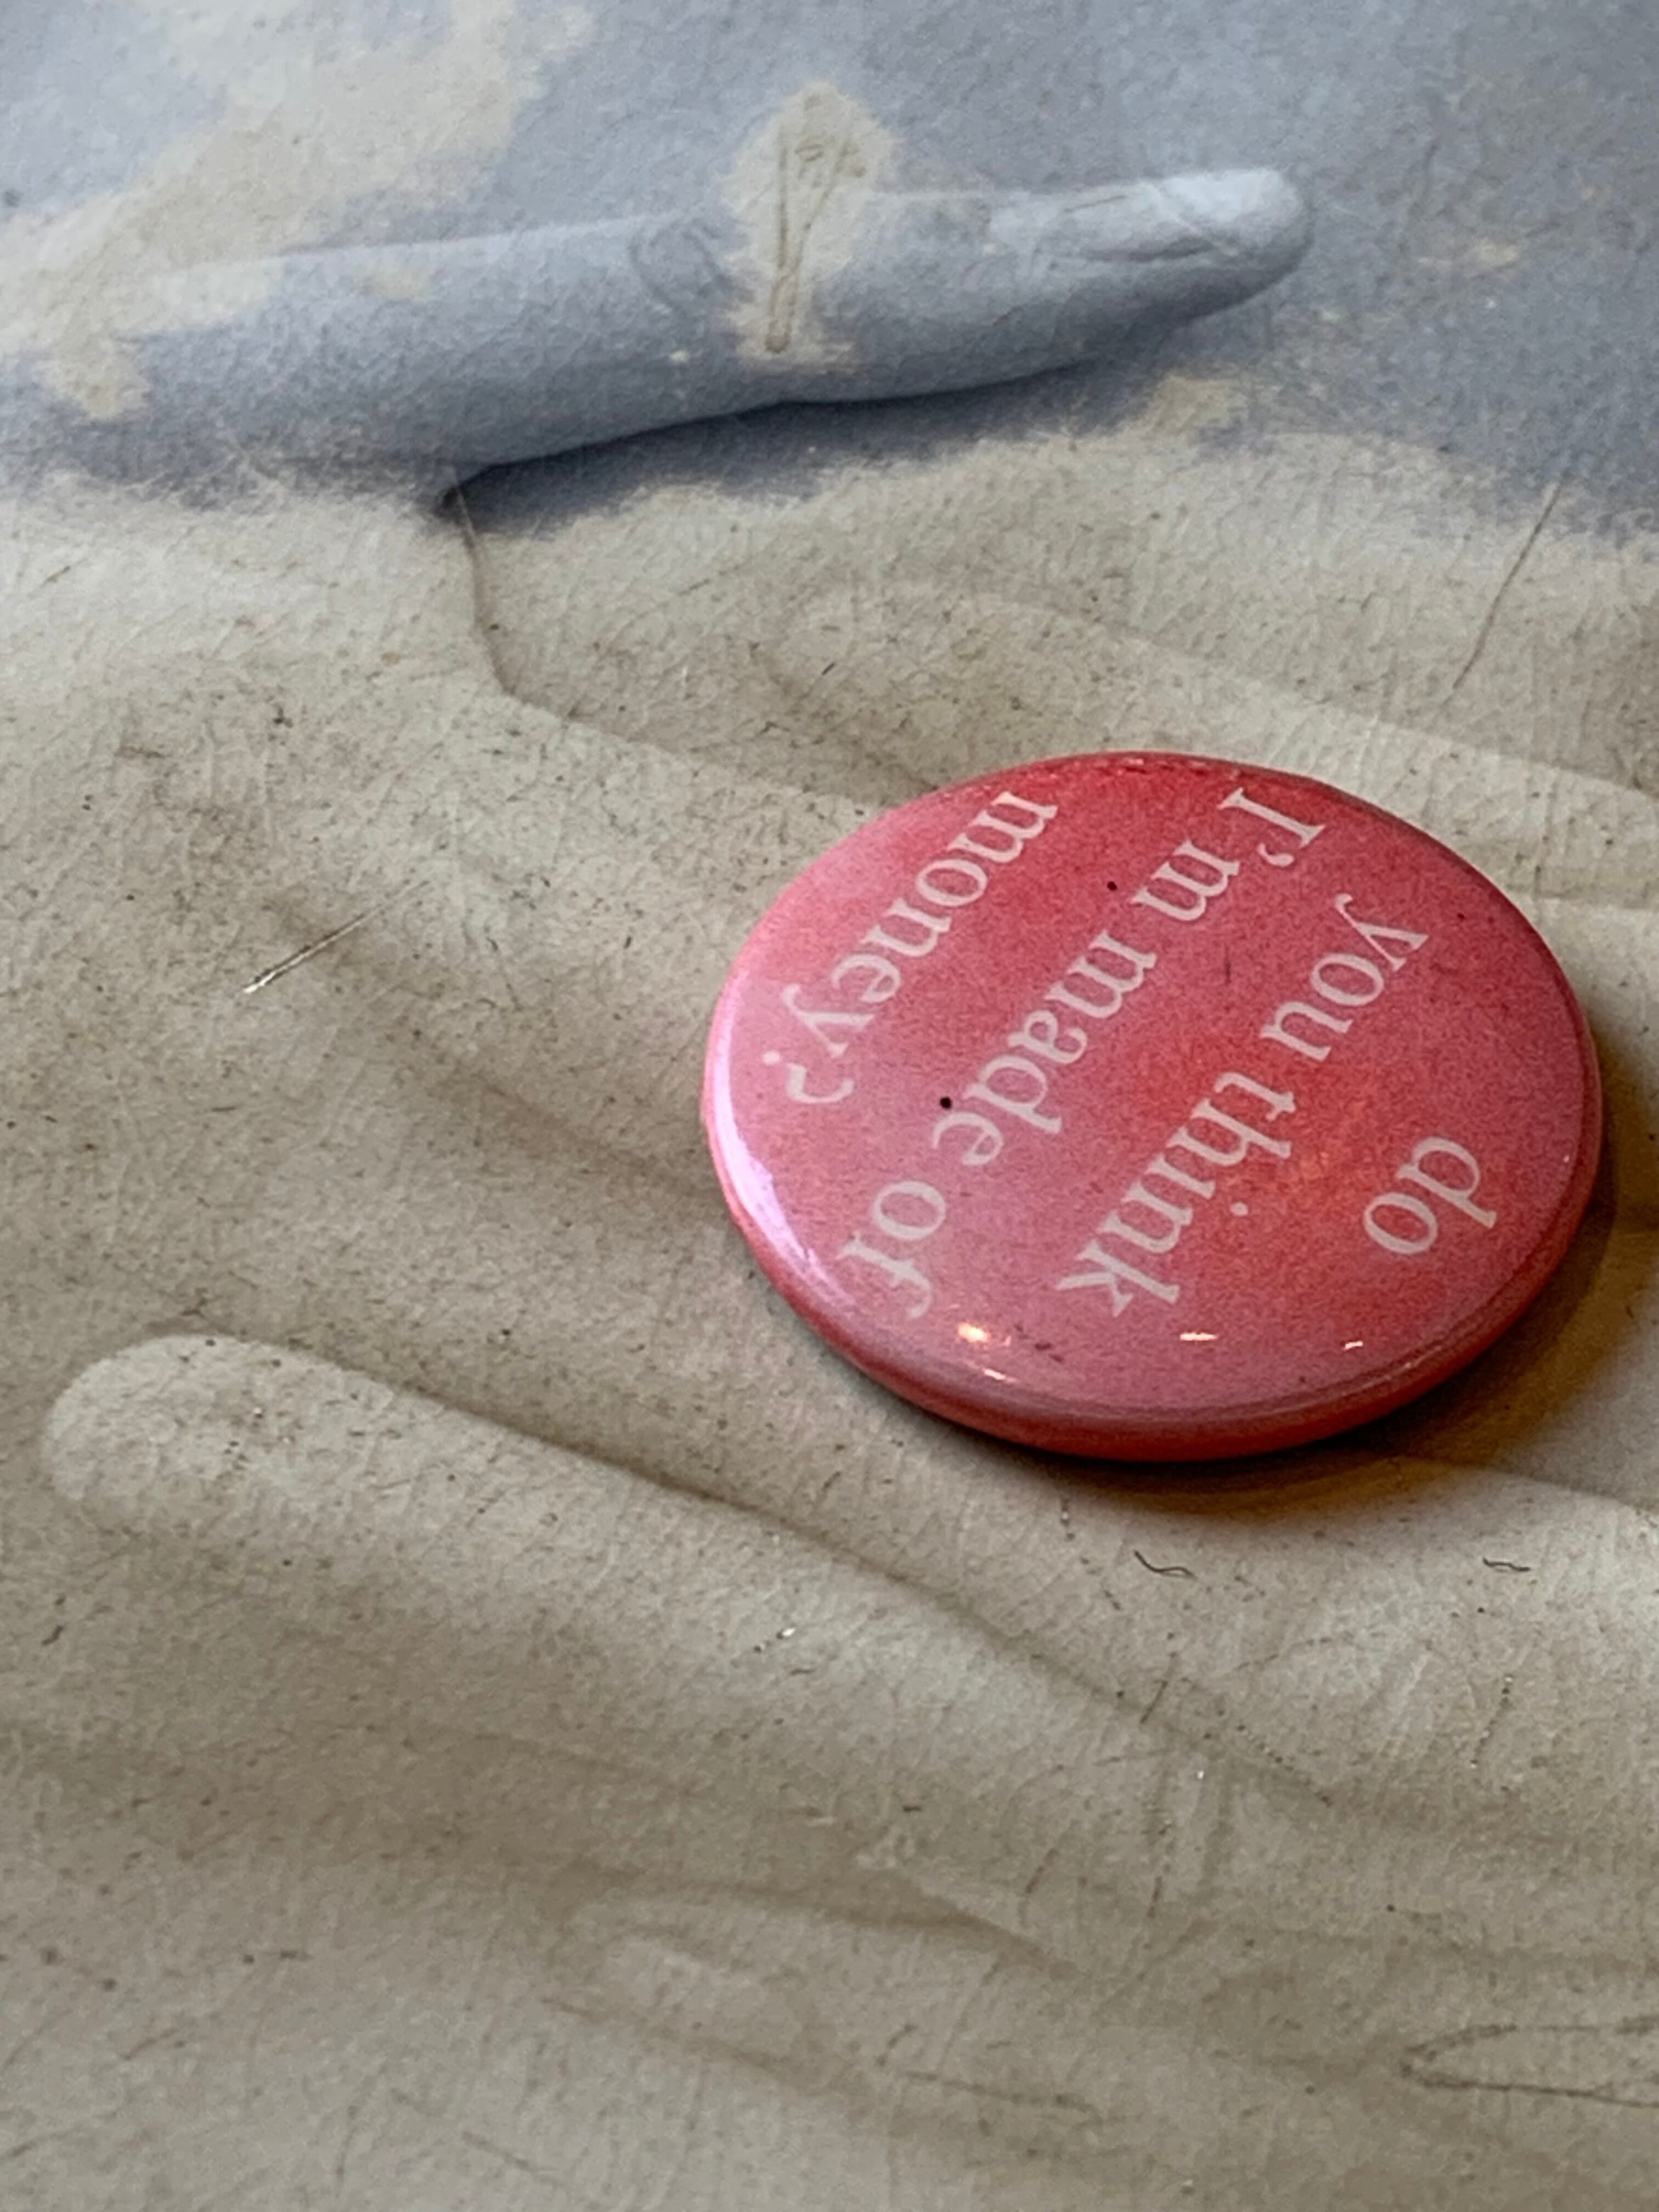 do
you think
I'm made of
money?